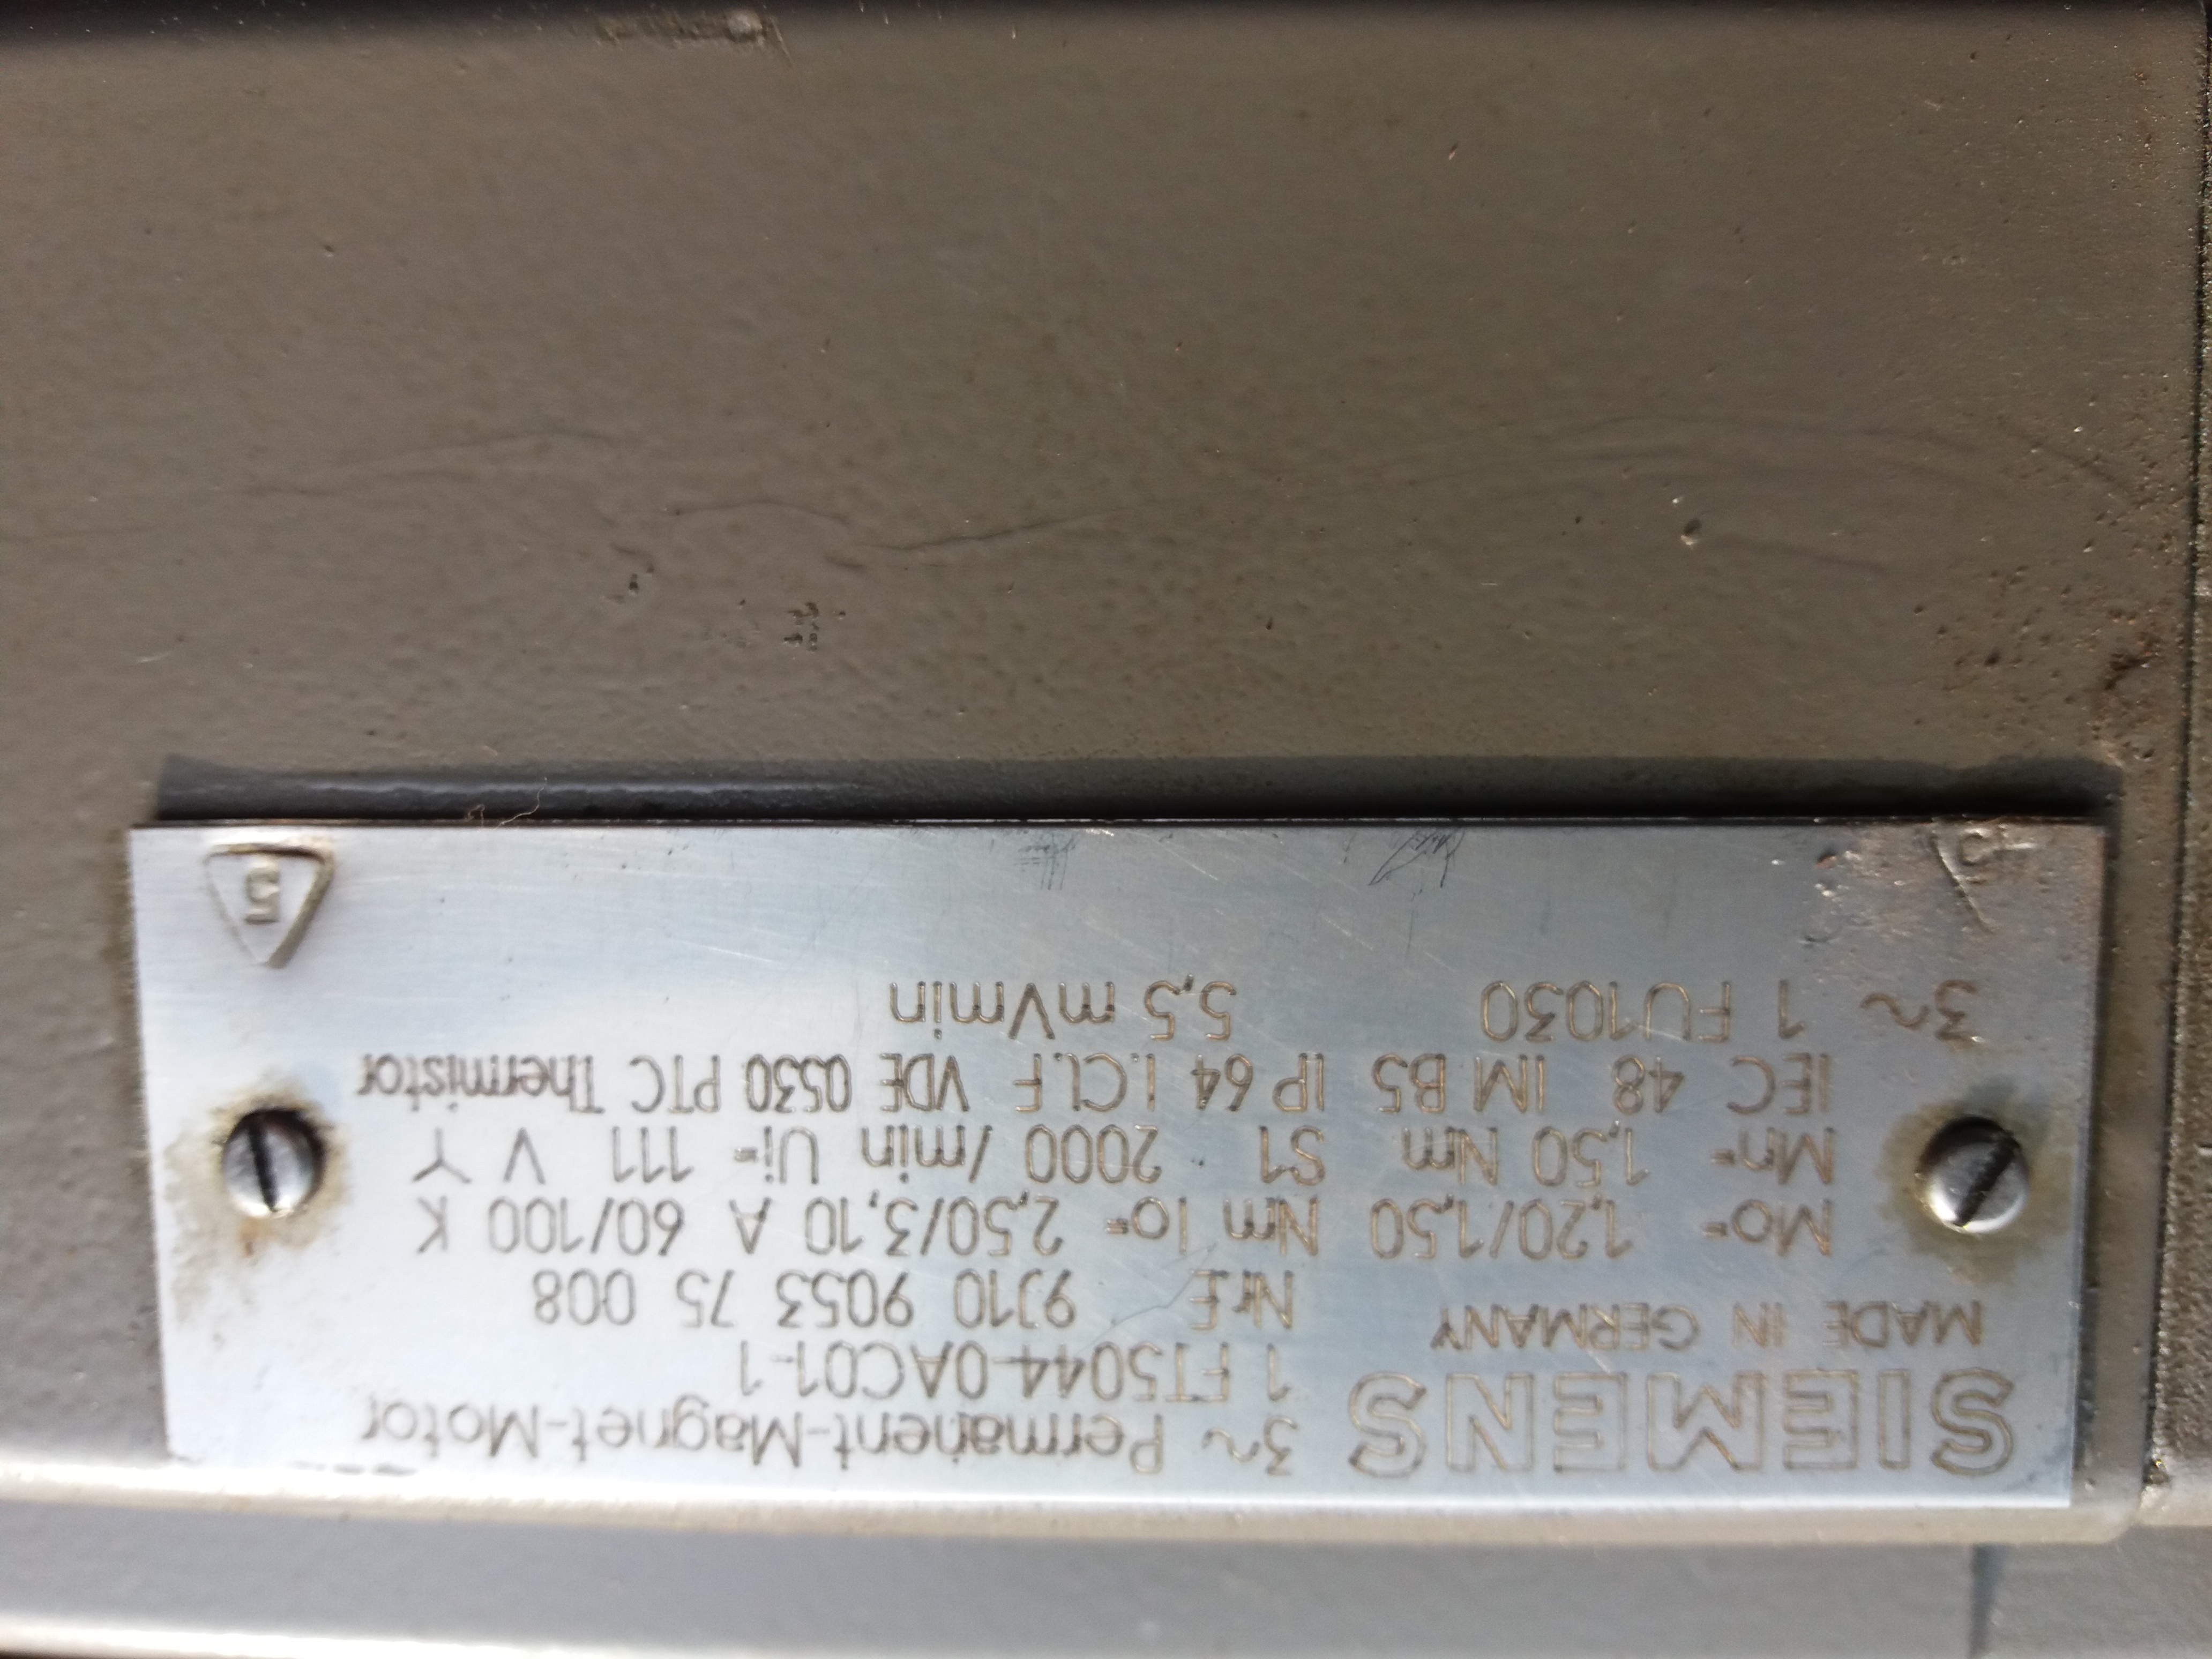 SIEMENS 3~ Permanent-Magnet-Motor
1 FT5044-0AC01-1
MADE IN GERMANY Nr.E 9J10 9053 75 008
Mo= 1,20/1,50 Nm Io= 2,50/3,10 A 60/100 K
Mn= 1,50 Nm S1 2000 /min Ui= 111 V Y
IEC 48 IM B5 IP 64 I.CL.F VDE 0530 PTC Thermistor
3~ 1 FU1030 5,5 mVmin
5 5